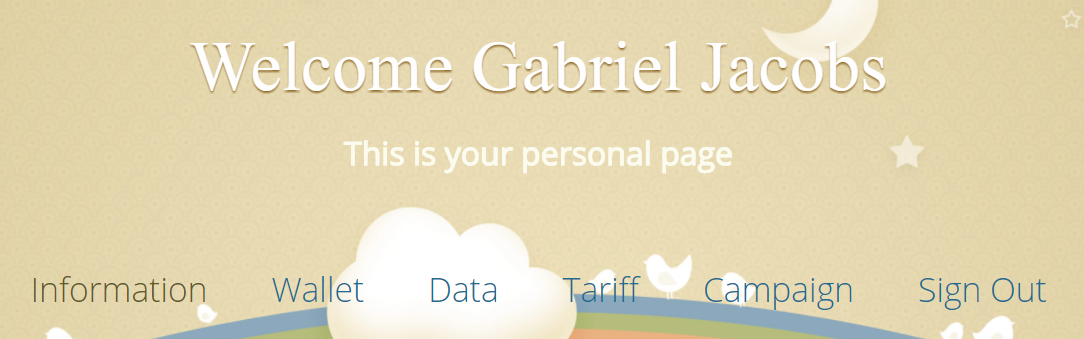 Welcome Gabriel Jacobs
This is your personal page
Information Wallet Data Tariff Campaign Sign Out